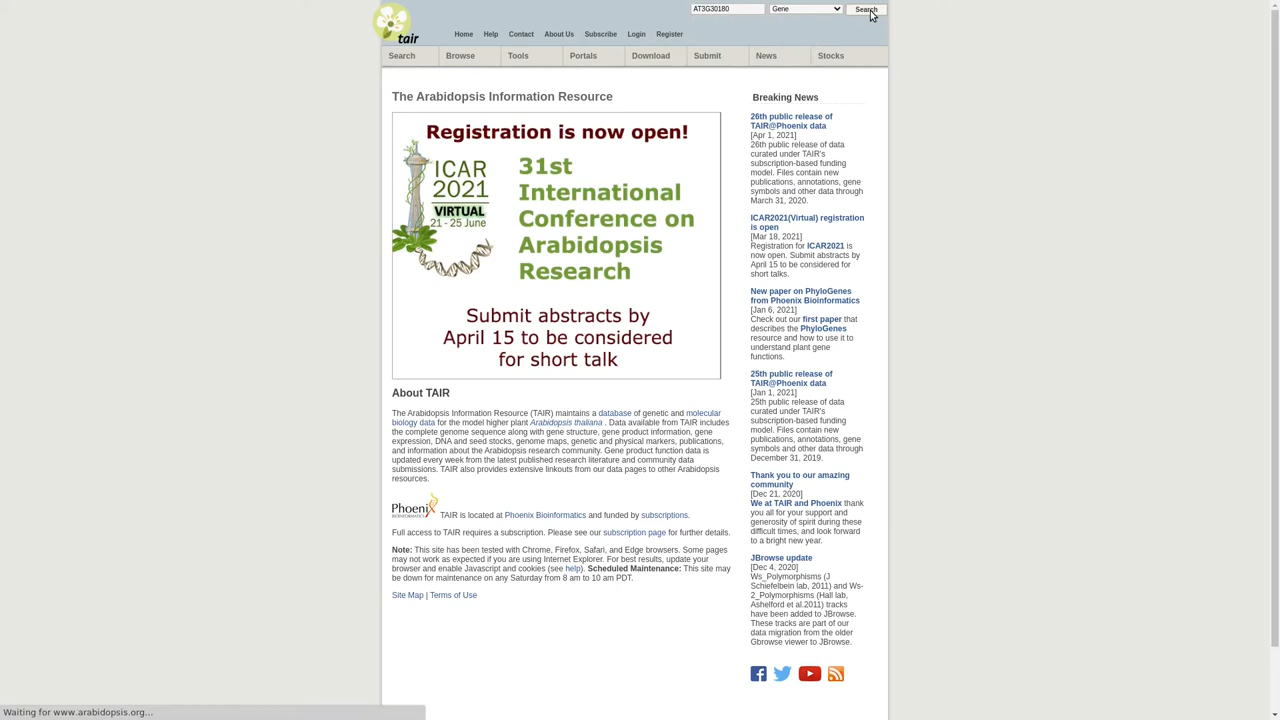 AT3G30180
Gene
Search
tair
Home
Help
Contact
About Us
Subscribe
Login
Register
Search
Browse
Tools
Portals
Download
Submit
News
Stocks
The Arabidopsis Information Resource
Registration is now open!
ICAR
2021
VIRTUAL
21 - 25 June
31st
International
Conference on
Arabidopsis
Research
Submit abstracts by
April 15 to be considered
for short talk
About TAIR
The Arabidopsis Information Resource (TAIR) maintains a database of genetic and molecular
biology data for the model higher plant Arabidopsis thaliana . Data available from TAIR includes
the complete genome sequence along with gene structure, gene product information, gene
expression, DNA and seed stocks, genome maps, genetic and physical markers, publications,
and information about the Arabidopsis research community. Gene product function data is
updated every week from the latest published research literature and community data
submissions. TAIR also provides extensive linkouts from our data pages to other Arabidopsis
resources.
PhoeniX
BIOINFORMATICS
TAIR is located at Phoenix Bioinformatics and funded by subscriptions.
Full access to TAIR requires a subscription. Please see our subscription page for further details.
Note: This site has been tested with Chrome, Firefox, Safari, and Edge browsers. Some pages
may not work as expected if you are using Internet Explorer. For best results, update your
browser and enable Javascript and cookies (see help). Scheduled Maintenance: This site may
be down for maintenance on any Saturday from 8 am to 10 am PDT.
Site Map | Terms of Use
Breaking News
26th public release of
TAIR@Phoenix data
[Apr 1, 2021]
26th public release of data
curated under TAIR's
subscription-based funding
model. Files contain new
publications, annotations, gene
symbols and other data through
March 31, 2020.
ICAR2021(Virtual) registration
is open
[Mar 18, 2021]
Registration for ICAR2021 is
now open. Submit abstracts by
April 15 to be considered for
short talks.
New paper on PhyloGenes
from Phoenix Bioinformatics
[Jan 6, 2021]
Check out our first paper that
describes the PhyloGenes
resource and how to use it to
understand plant gene
functions.
25th public release of
TAIR@Phoenix data
[Jan 1, 2021]
25th public release of data
curated under TAIR's
subscription-based funding
model. Files contain new
publications, annotations, gene
symbols and other data through
December 31, 2019.
Thank you to our amazing
community
[Dec 21, 2020]
We at TAIR and Phoenix thank
you all for your support and
generosity of spirit during these
difficult times, and look forward
to a bright new year.
JBrowse update
[Dec 4, 2020]
Ws_Polymorphisms (J
Schiefelbein lab, 2011) and Ws-
2_Polymorphisms (Hall lab,
Ashelford et al.2011) tracks
have been added to JBrowse.
These tracks are part of our
data migration from the older
Gbrowse viewer to JBrowse.
Waiting for www.arabidopsis.org...